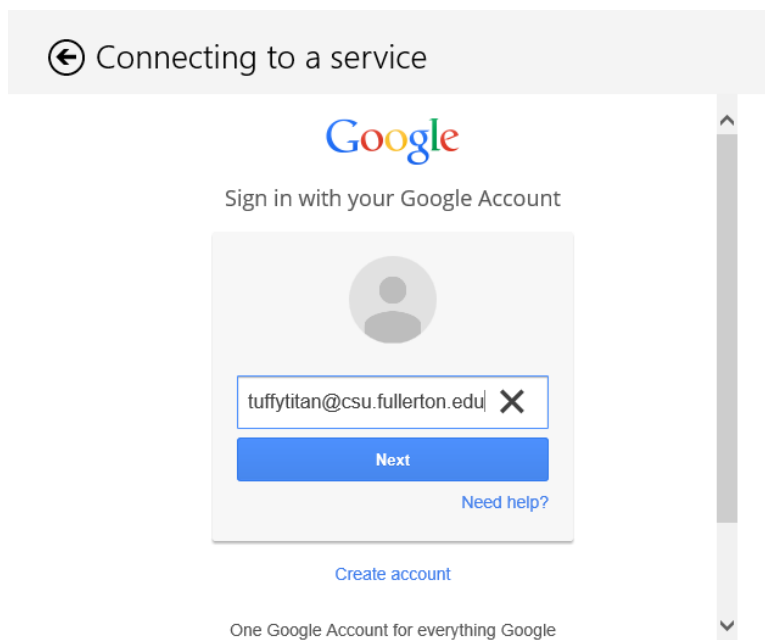 Connecting to a service
Google
Sign in with your Google Account
tuffytitan@csu.fullerton.edu
Next
Need help?
Create account
One Google Account for everything Google